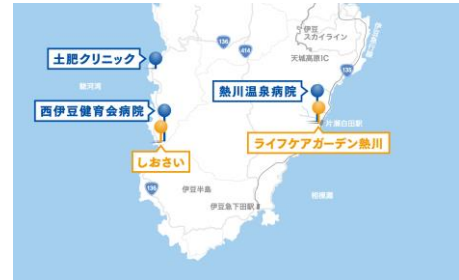 136
414
伊豆
スカイライン
天城高原IC
135
土肥クリニック
駿河湾
熱川温泉病院
西伊豆健育会病院
片瀬白田駅
しおさい
ライフケアガーデン熱川
136
伊豆半島
相模灘
伊豆急下田駅